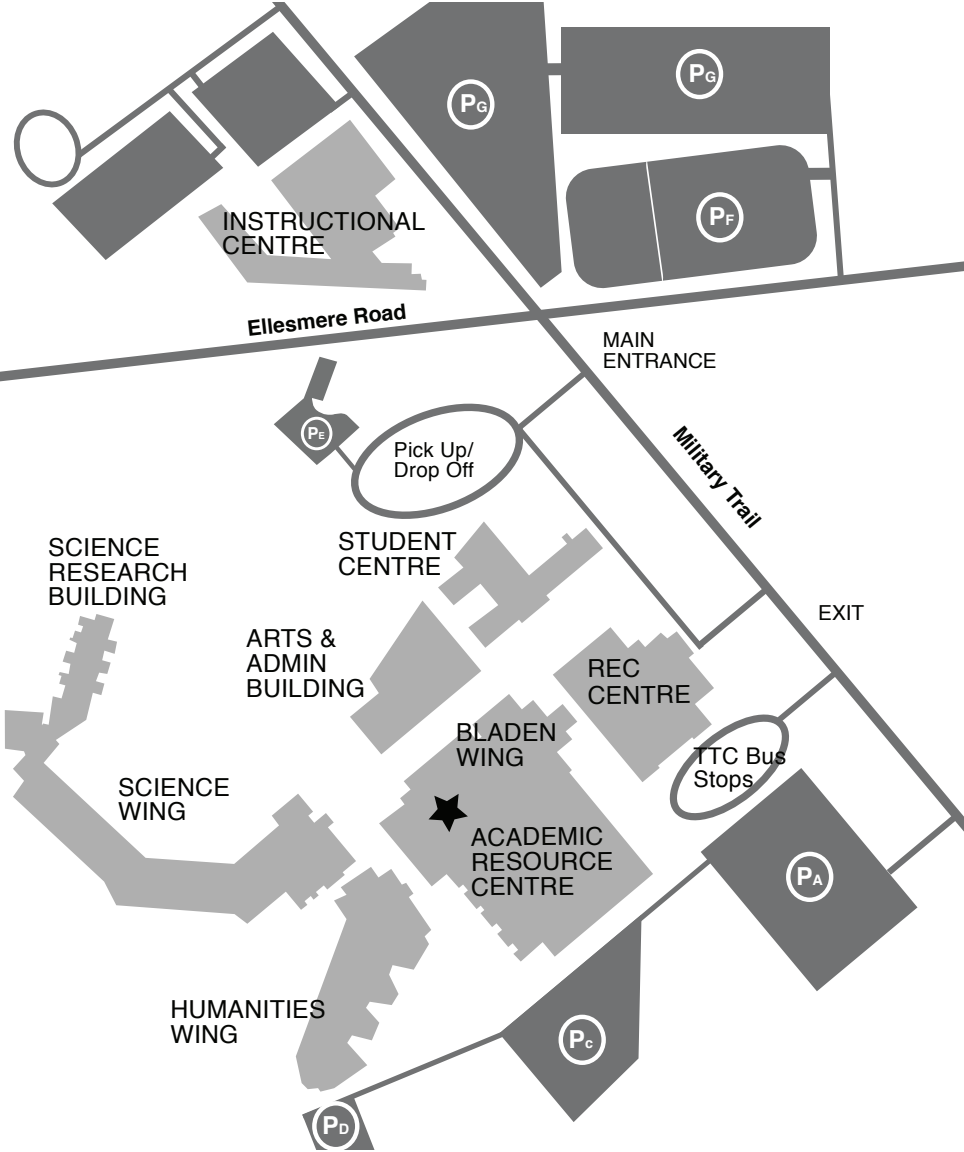 PG
PG
PF
INSTRUCTIONAL
CENTRE
Ellesmere Road
MAIN
ENTRANCE
PE
Pick Up/
Drop Off
Military Trail
STUDENT
CENTRE
SCIENCE
RESEARCH
BUILDING
EXIT
ARTS &
ADMIN
BUILDING
REC
CENTRE
BLADEN
WING
TTC Bus
Stops
SCIENCE
WING
ACADEMIC
RESOURCE
CENTRE
PA
HUMANITIES
WING
Pc
PD